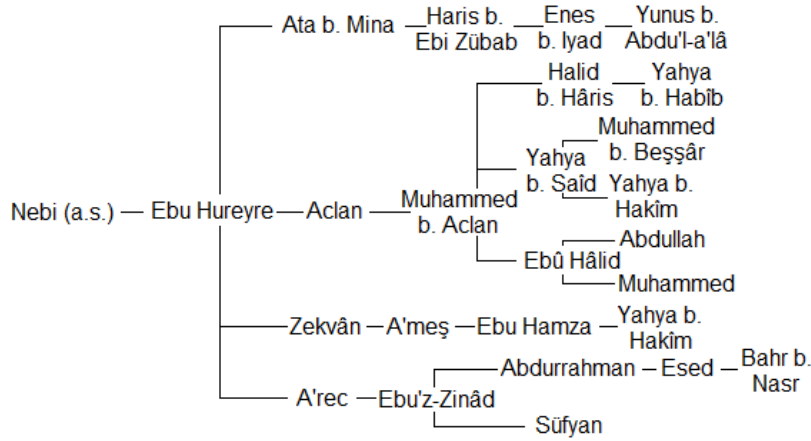 Ata b. Mina
Haris b.
Ebi Zübab
Enes
b. Iyad
Yunus b.
Abdu'l-a'lâ
Halid
b. Hâris
Yahya
b. Habîb
Muhammed
b. Beşşâr
Yahya
b. Saîd
Yahya b.
Hakîm
Nebi (a.s.)
Ebu Hureyre
Aclan
Muhammed
b. Aclan
Abdullah
Ebû Hâlid
Muhammed
Zekvân
A'meş
Ebu Hamza
Yahya b.
Hakîm
A'rec
Ebu'z-Zinâd
Abdurrahman
Esed
Bahr b.
Nasr
Süfyan